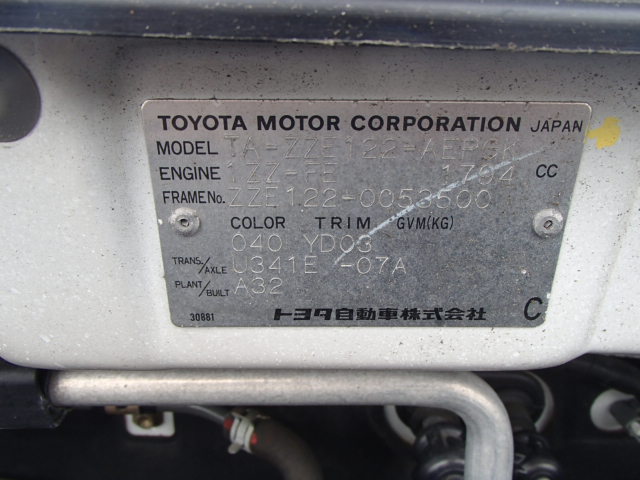 TOYOTA MOTOR CORPORATION JAPAN
MODEL TA-ZZE122-AEPGK
ENGINE 1ZZ-FE 1794 CC
FRAME No. ZZE122-0053500
COLOR TRIM GVM(KG)
040 YD03
TRANS./AXLE U341E -07A
PLANT/BUILT A32
30881 トヨタ自動車株式会社 C